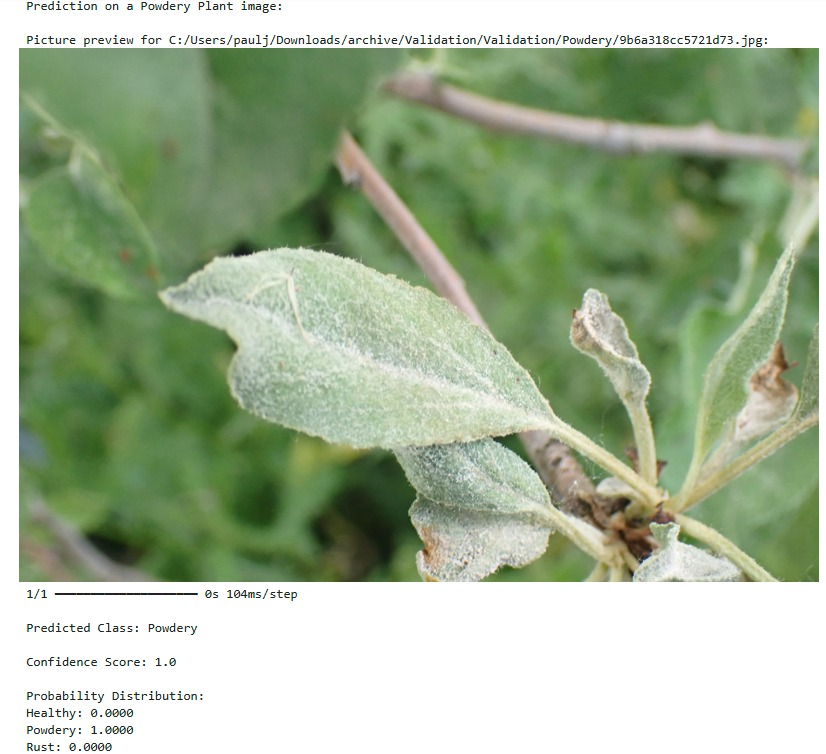 Prediction on a Powdery Plant image:
Picture preview for C:/Users/paulj/Downloads/archive/Validation/Validation/Powdery/9b6a318cc5721d73.jpg:
1/1 ━━━━━━━━━━━━━━━━━━━━ 0s 104ms/step
Predicted Class: Powdery
Confidence Score: 1.0
Probability Distribution:
Healthy: 0.0000
Powdery: 1.0000
Rust: 0.0000